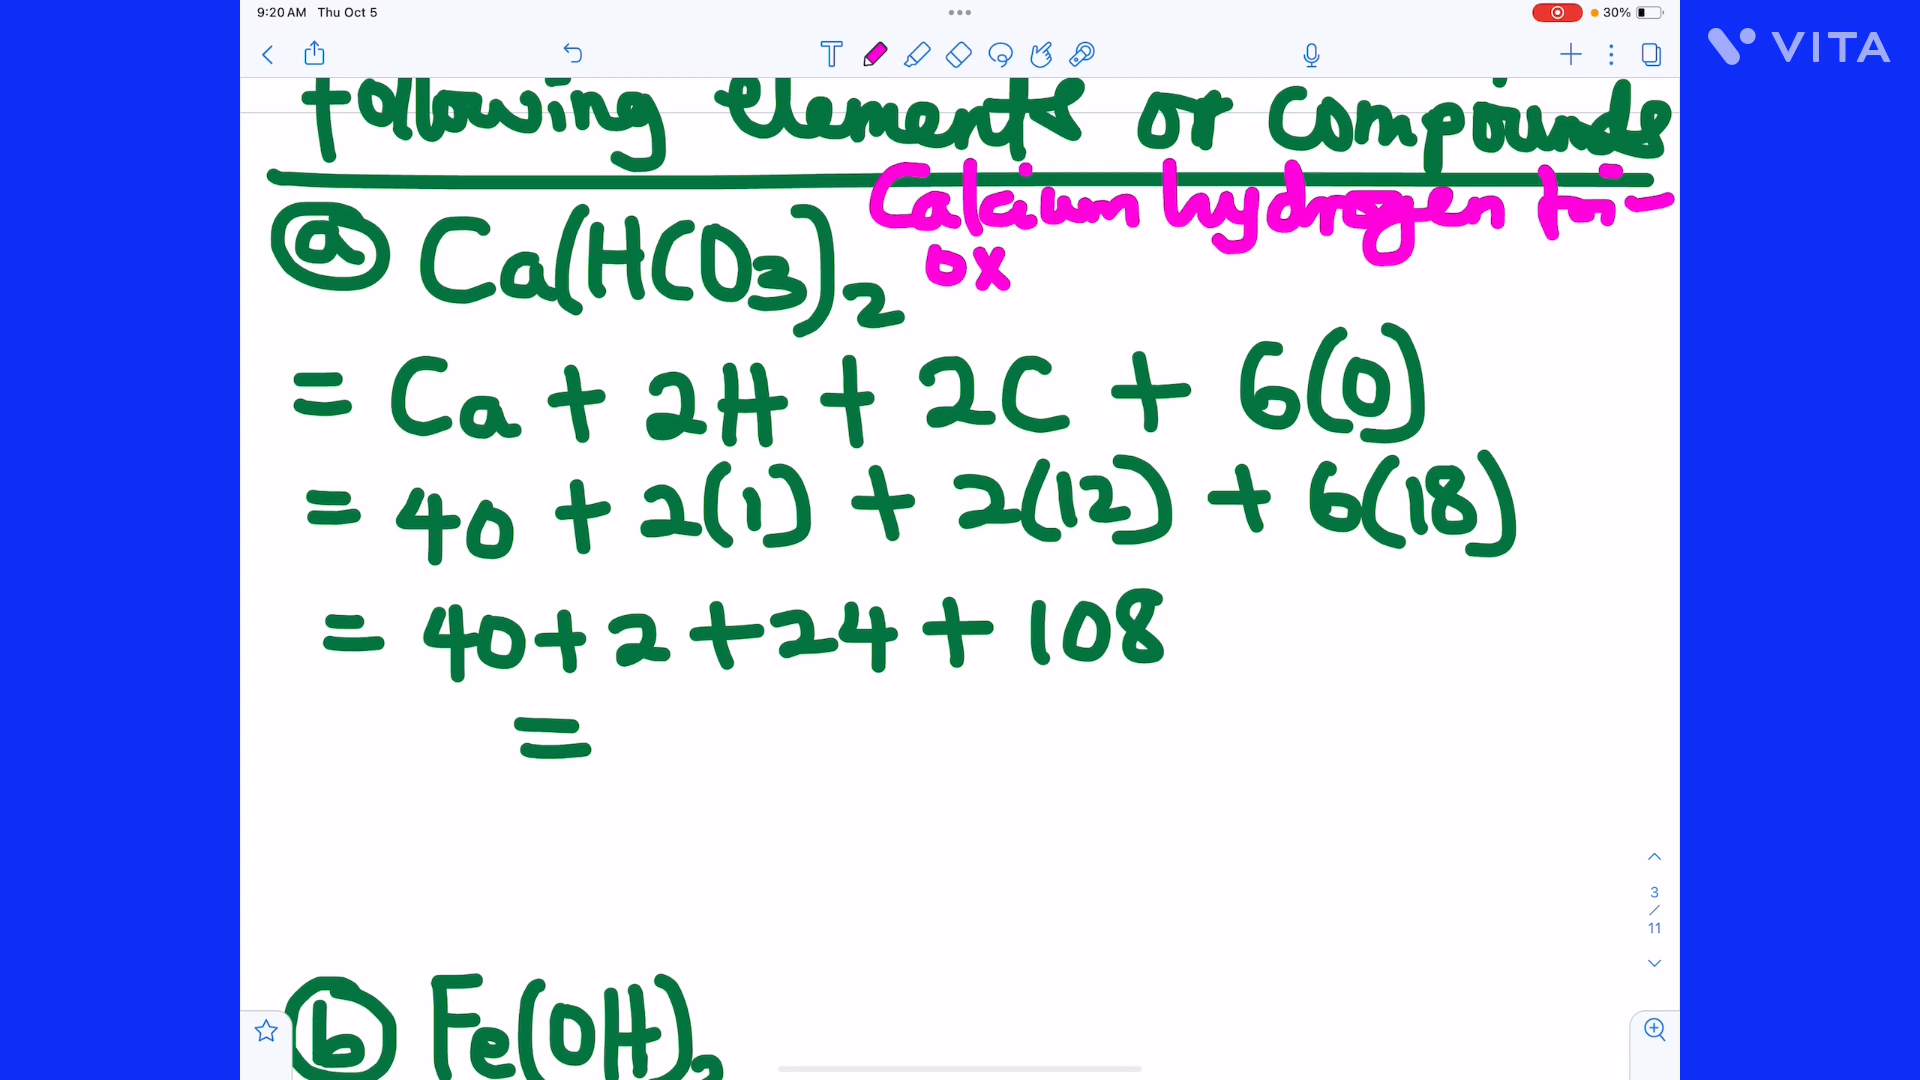 9:20 AM Thu Oct 5
30%
VITA
T
following elements or compounds
Calcium hydrogen tri-
ox
a Ca(HCO3)2
= Ca + 2H + 2C + 6(O)
= 40 + 2(1) + 2(12) + 6(18)
= 40+2+24+108
=
3
/
11
b Fe(OH)